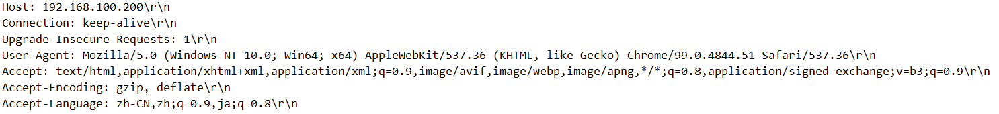 Host: 192.168.100.200\r\n
Connection: keep-alive\r\n
Upgrade-Insecure-Requests: 1\r\n
User-Agent: Mozilla/5.0 (Windows NT 10.0; Win64; x64) AppleWebKit/537.36 (KHTML, like Gecko) Chrome/99.0.4844.51 Safari/537.36\r\n
Accept: text/html,application/xhtml+xml,application/xml;q=0.9,image/avif,image/webp,image/apng,*/*;q=0.8,application/signed-exchange;v=b3;q=0.9\r\n
Accept-Encoding: gzip, deflate\r\n
Accept-Language: zh-CN,zh;q=0.9,ja;q=0.8\r\n